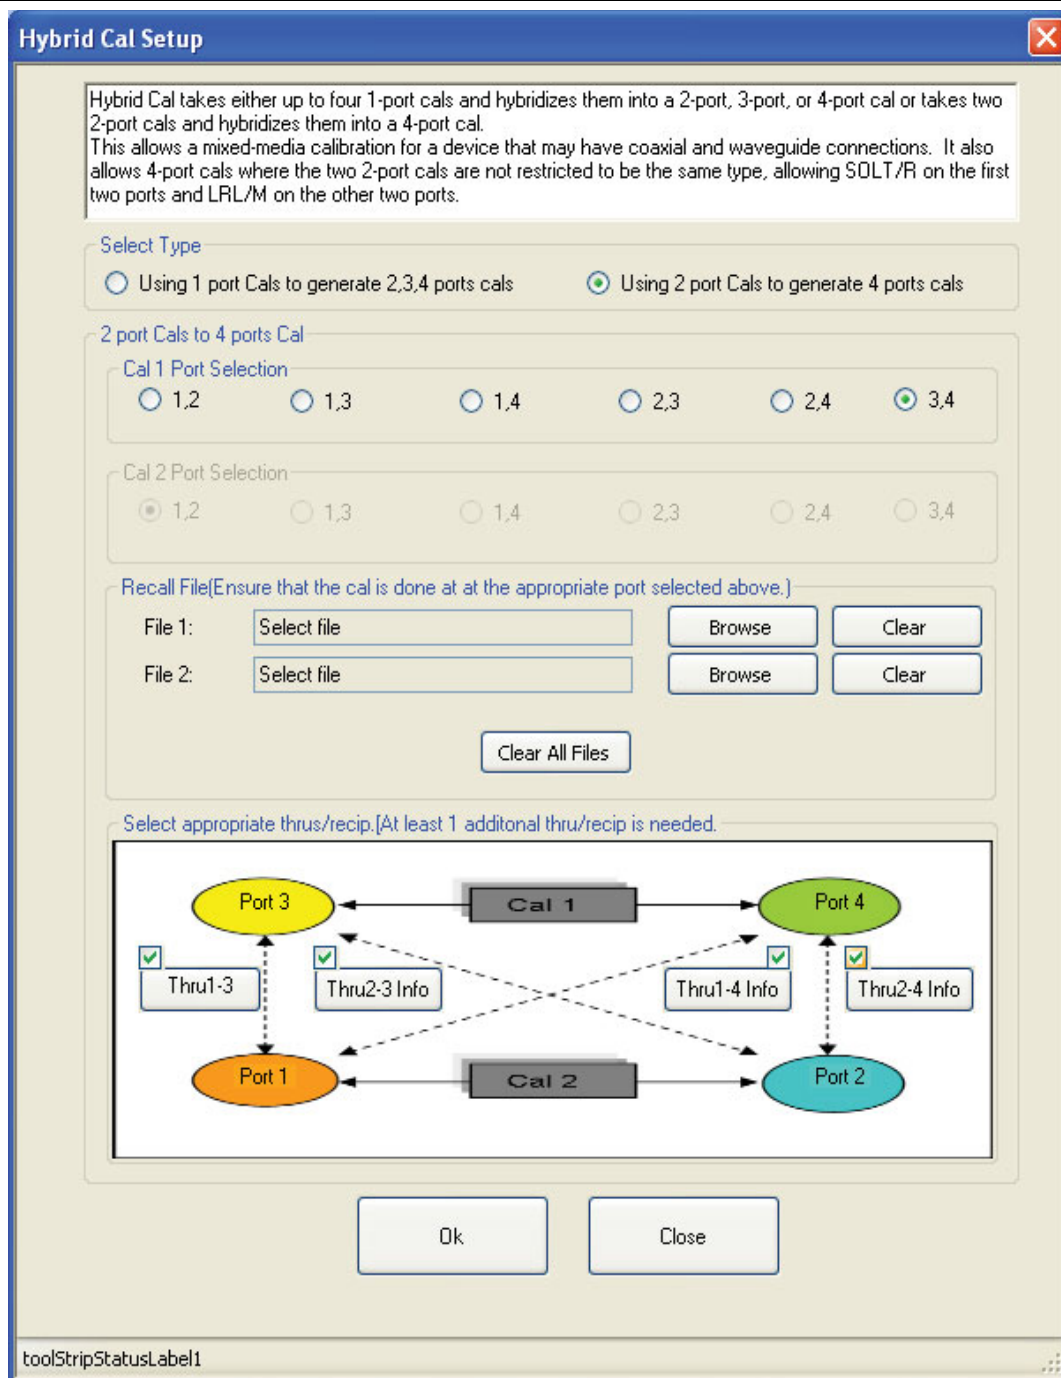 Hybrid Cal Setup
Hybrid Cal takes either up to four 1-port cals and hybridizes them into a 2-port, 3-port, or 4-port cal or takes two
2-port cals and hybridizes them into a 4-port cal.
This allows a mixed-media calibration for a device that may have coaxial and waveguide connections.  It also
allows 4-port cals where the two 2-port cals are not restricted to be the same type, allowing SOLT/R on the first
two ports and LRL/M on the other two ports.
Select Type
Using 1 port Cals to generate 2,3,4 ports cals
Using 2 port Cals to generate 4 ports cals
2 port Cals to 4 ports Cal
Cal 1 Port Selection
1,2 1,3 1,4 2,3 2,4 3,4
Cal 2 Port Selection
1,2 1,3 1,4 2,3 2,4 3,4
Recall File(Ensure that the cal is done at at the appropriate port selected above.)
File 1: Select file Browse Clear
File 2: Select file Browse Clear
Clear All Files
Select appropriate thrus/recip.[At least 1 additonal thru/recip is needed.
Port 3 Cal 1 Port 4
Thru1-3 Thru2-3 Info Thru1-4 Info Thru2-4 Info
Port 1 Cal 2 Port 2
Ok Close
toolStripStatusLabel1